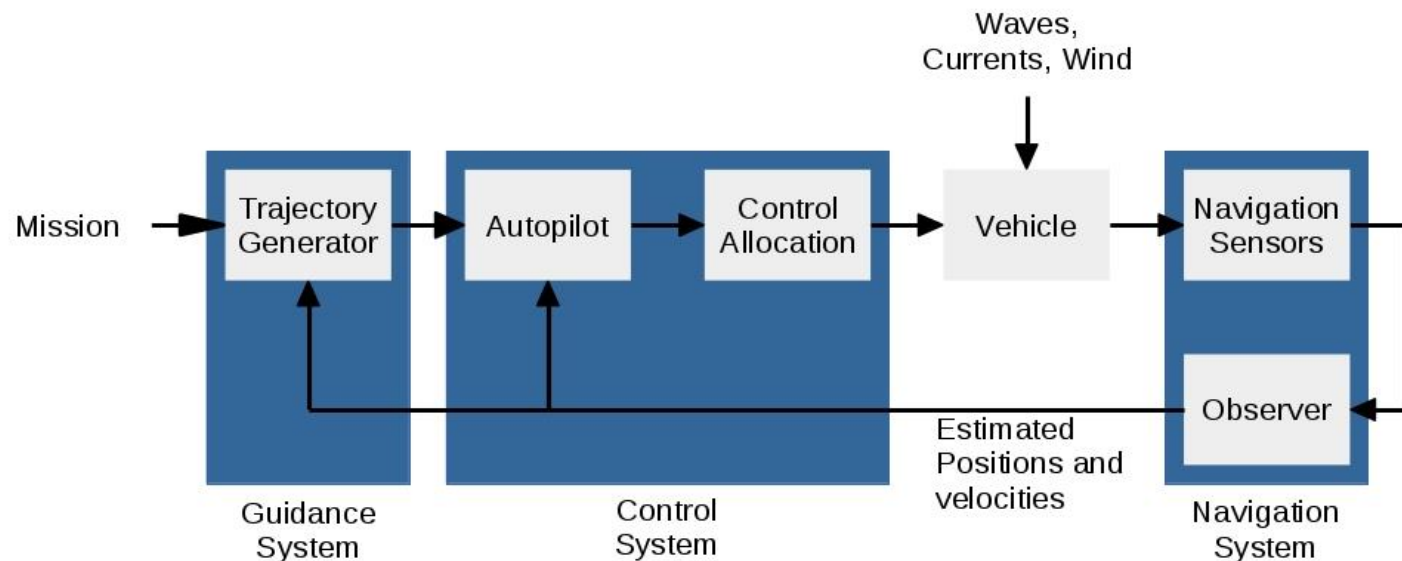 Waves,
Currents, Wind
Mission
Trajectory
Generator
Autopilot
Control
Allocation
Vehicle
Navigation
Sensors
Observer
Estimated
Positions and
velocities
Guidance
System
Control
System
Navigation
System